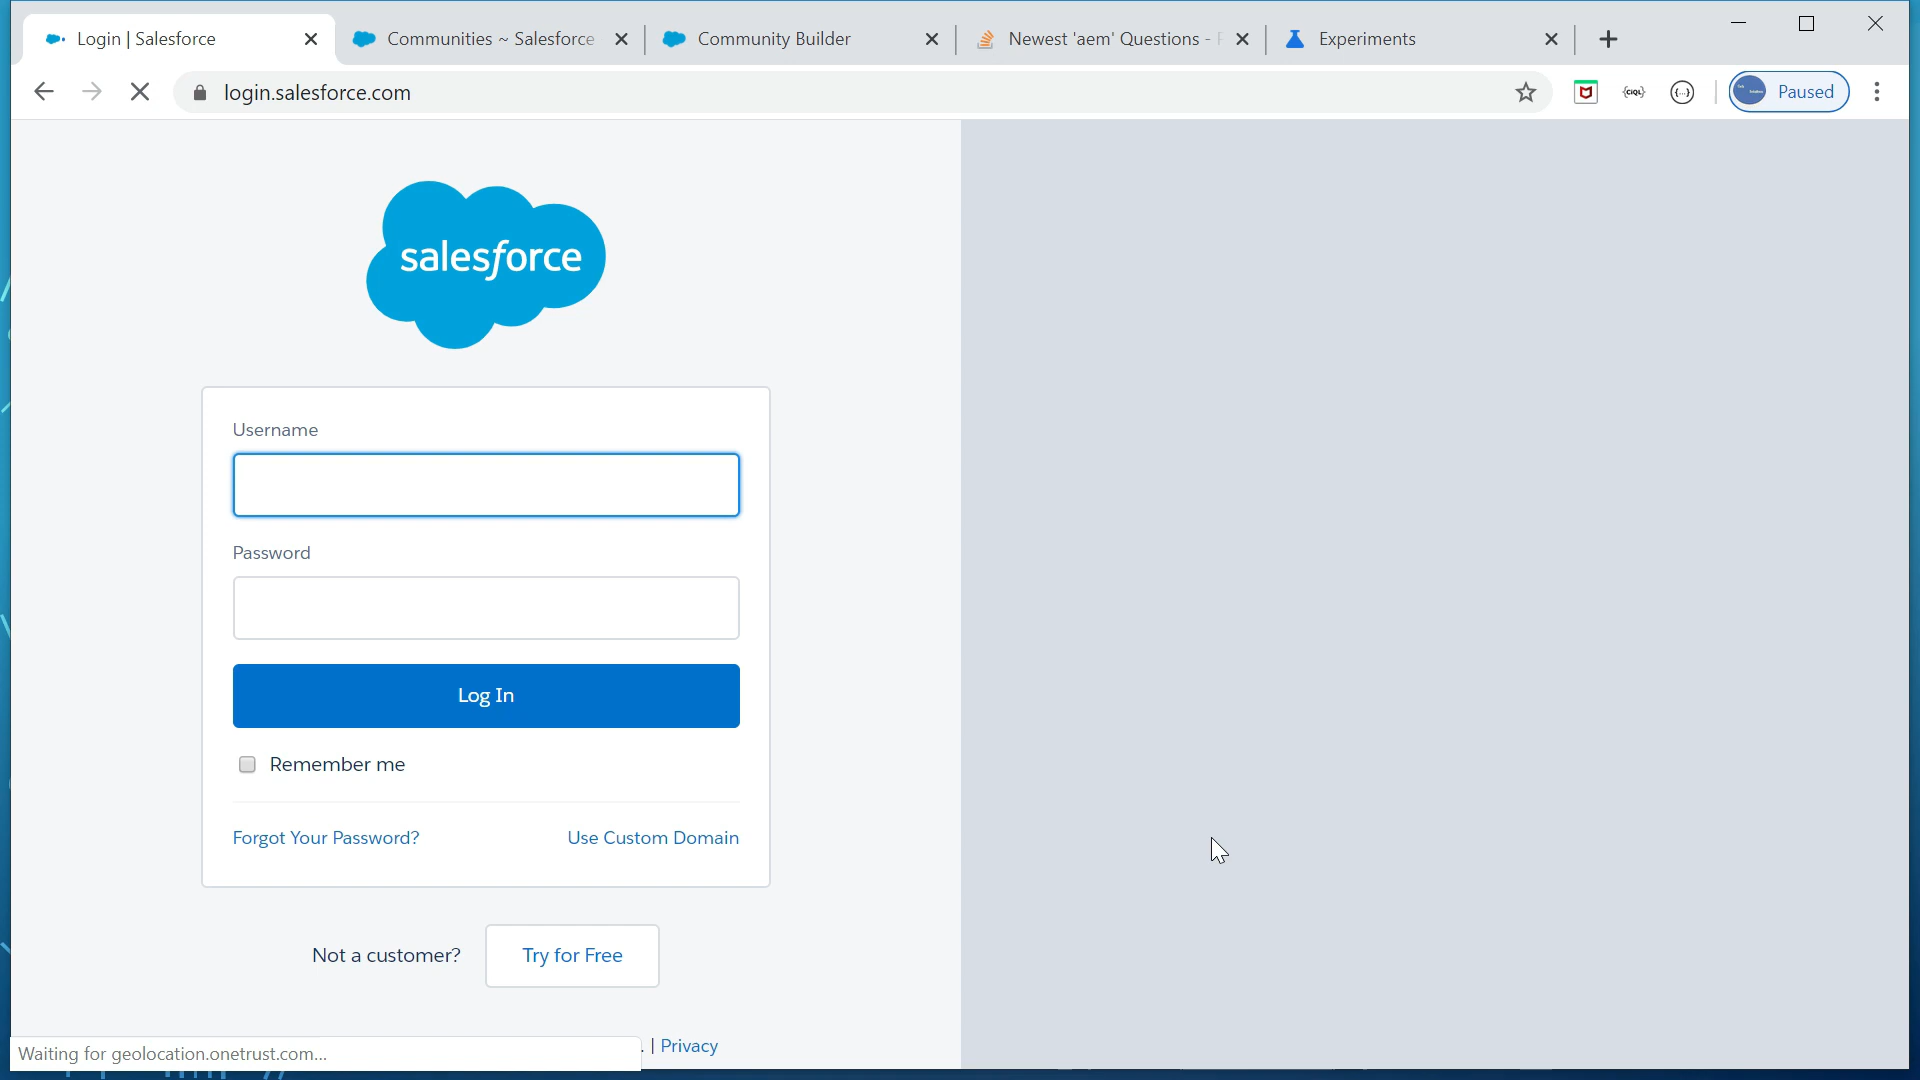 Login | Salesforce
Communities ~ Salesforce
Community Builder
Newest 'aem' Questions -
Experiments
login.salesforce.com
{CIQL}
{...}
Paused
salesforce
Username
Password
Log In
Remember me
Forgot Your Password?
Use Custom Domain
Not a customer?
Try for Free
. | Privacy
Waiting for geolocation.onetrust.com...